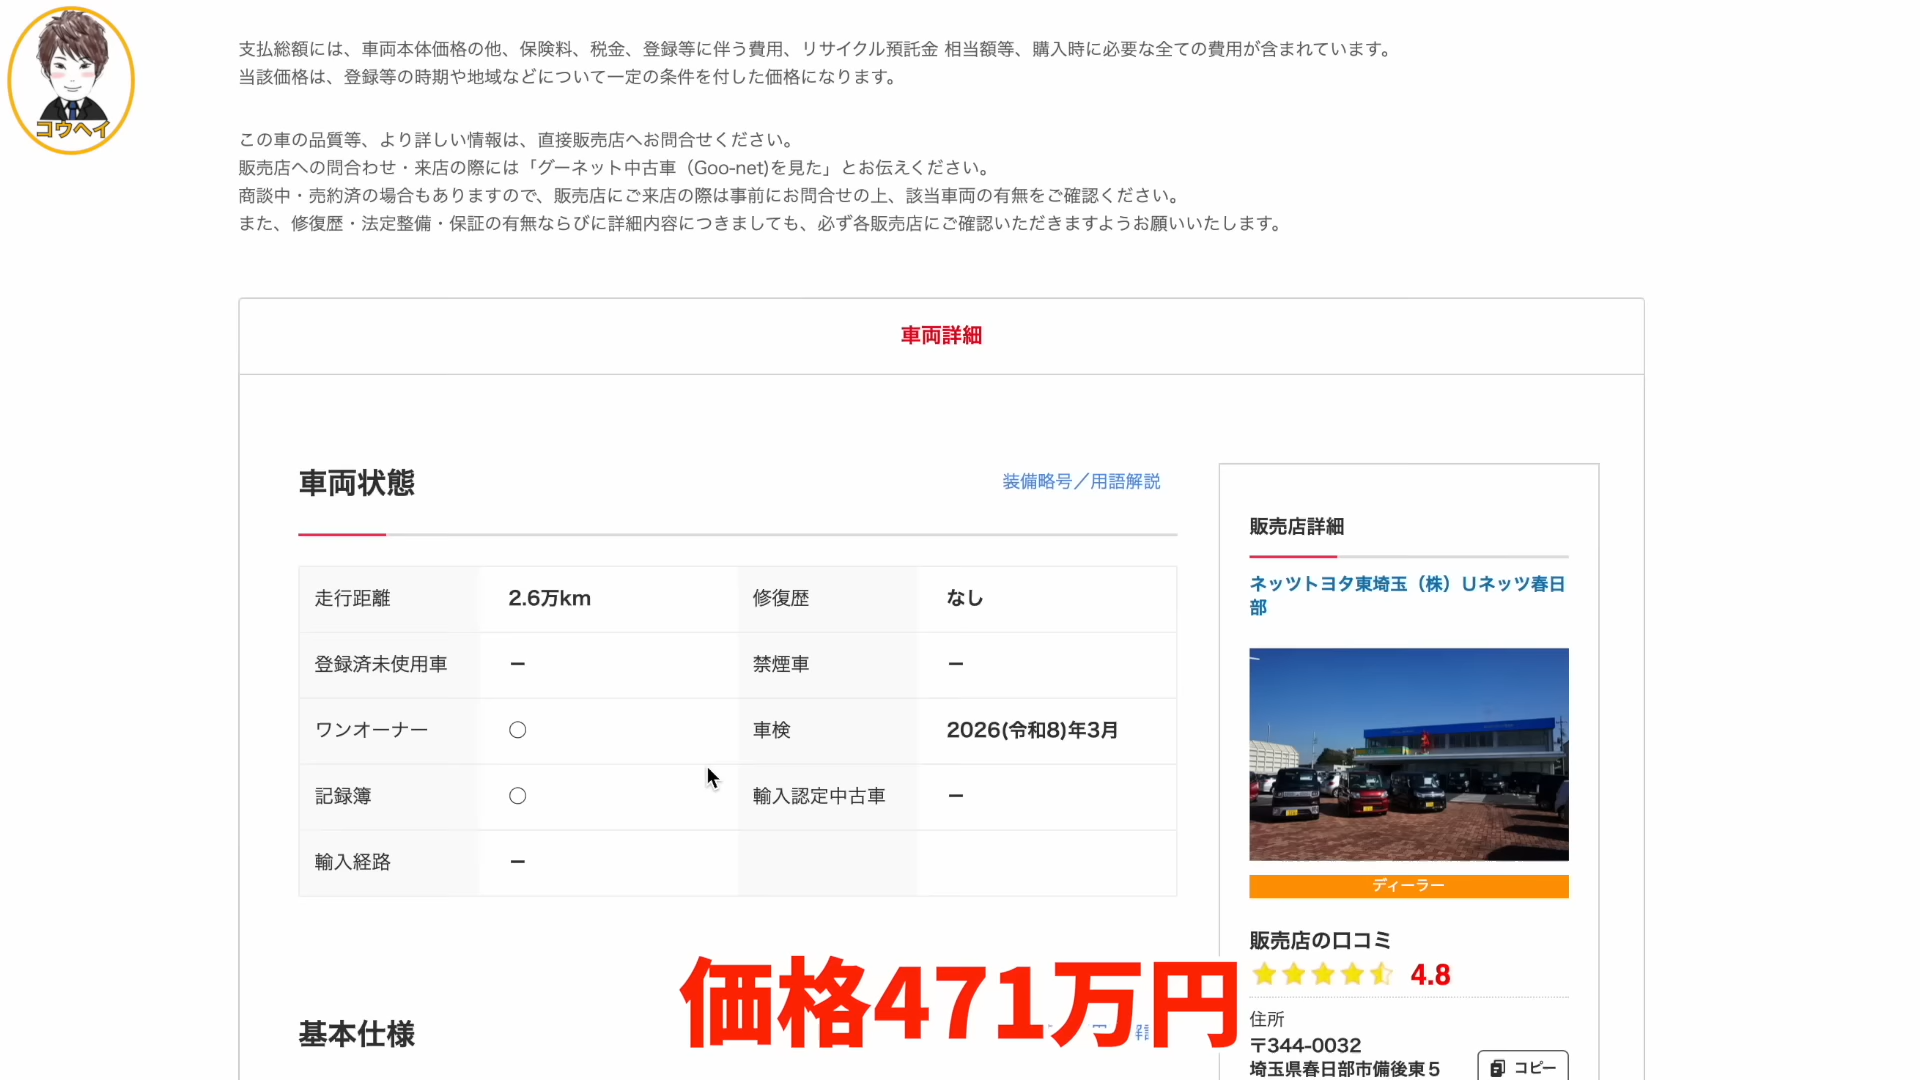 コウヘイ
支払総額には、車両本体価格の他、保険料、税金、登録等に伴う費用、リサイクル預託金 相当額等、購入時に必要な全ての費用が含まれています。
当該価格は、登録等の時期や地域などについて一定の条件を付した価格になります。
この車の品質等、より詳しい情報は、直接販売店へお問合せください。
販売店への問合わせ・来店の際には「グーネット中古車（Goo-net)を見た」とお伝えください。
商談中・売約済の場合もありますので、販売店にご来店の際は事前にお問合せの上、該当車両の有無をご確認ください。
また、修復歴・法定整備・保証の有無ならびに詳細内容につきましても、必ず各販売店にご確認いただきますようお願いいたします。
車両詳細
車両状態
装備略号／用語解説
走行距離 2.6万km 修復歴 なし
登録済未使用車 ー 禁煙車 ー
ワンオーナー ○ 車検 2026(令和8)年3月
記録簿 ○ 輸入認定中古車 ー
輸入経路 ー
基本仕様
価格471万円
販売店詳細
ネッツトヨタ東埼玉（株）Ｕネッツ春日
部
ディーラー
販売店の口コミ
4.8
住所
〒344-0032
埼玉県春日部市備後東５
コピー